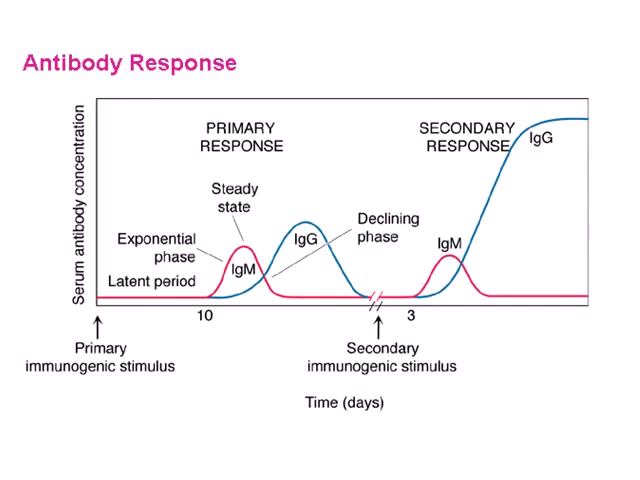 Antibody Response
Serum antibody concentration
PRIMARY
RESPONSE
SECONDARY
RESPONSE
IgG
Steady
state
Exponential
phase
Latent period
IgM
IgG
Declining
phase
IgM
10
3
Primary
immunogenic stimulus
Secondary
immunogenic stimulus
Time (days)